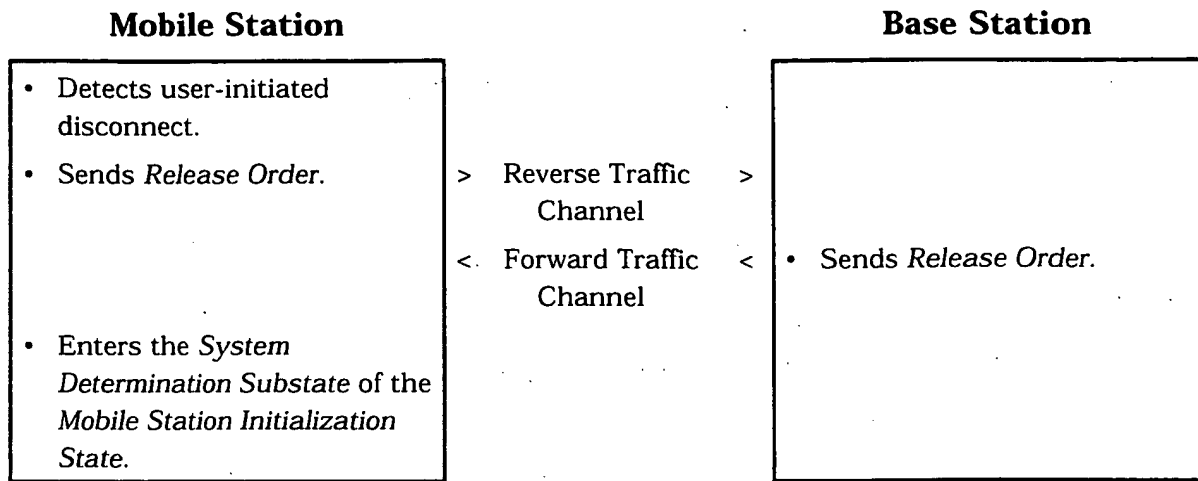 Mobile Station
Base Station
• Detects user-initiated
disconnect.
• Sends Release Order.
> Reverse Traffic >
Channel
< Forward Traffic <
Channel
• Sends Release Order.
• Enters the System
Determination Substate of the
Mobile Station Initialization
State.